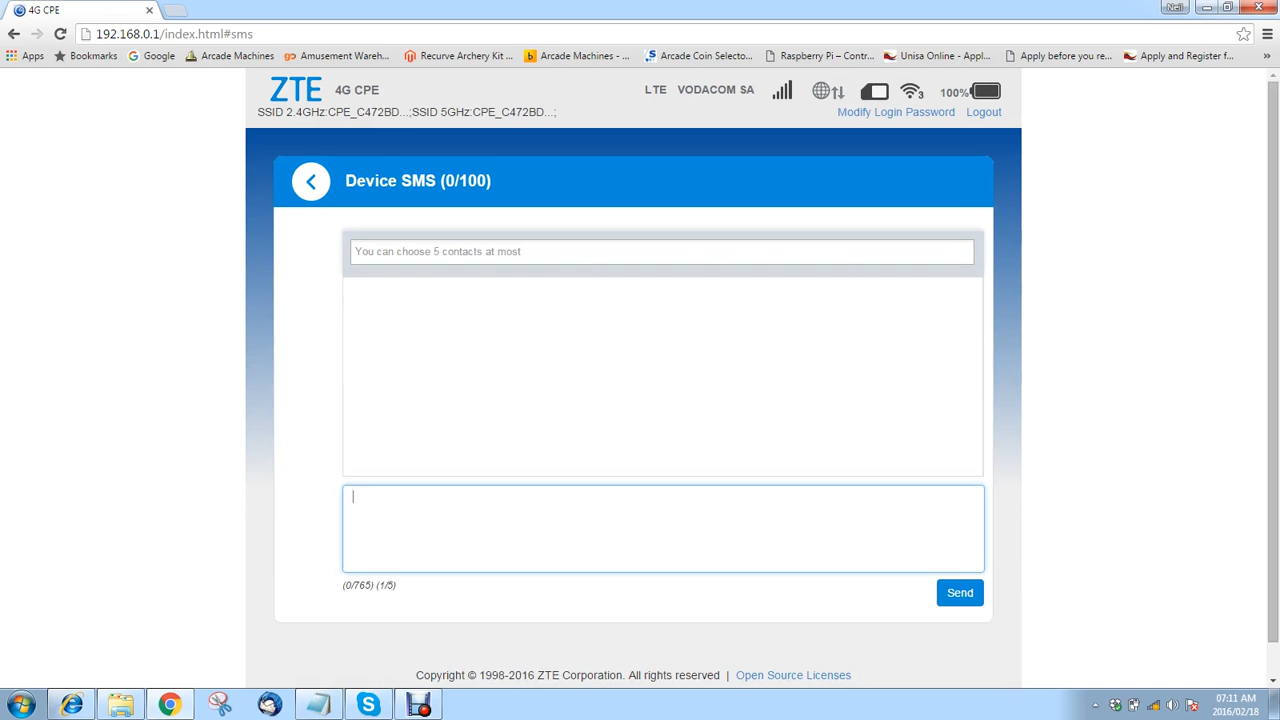 4G CPE
Neil
192.168.0.1/index.html#sms
Apps Bookmarks Google Arcade Machines Amusement Wareh... Recurve Archery Kit ... Arcade Machines - ... Arcade Coin Selecto... Raspberry Pi – Contr... Unisa Online - Appl... Apply before you re... Apply and Register f... »
ZTE 4G CPE LTE VODACOM SA 3 100%
SSID 2.4GHz:CPE_C472BD...;SSID 5GHz:CPE_C472BD...; Modify Login Password Logout
Device SMS (0/100)
You can choose 5 contacts at most
(0/765) (1/5)
Send
Copyright © 1998-2016 ZTE Corporation. All rights reserved | Open Source Licenses
07:11 AM
2016/02/18